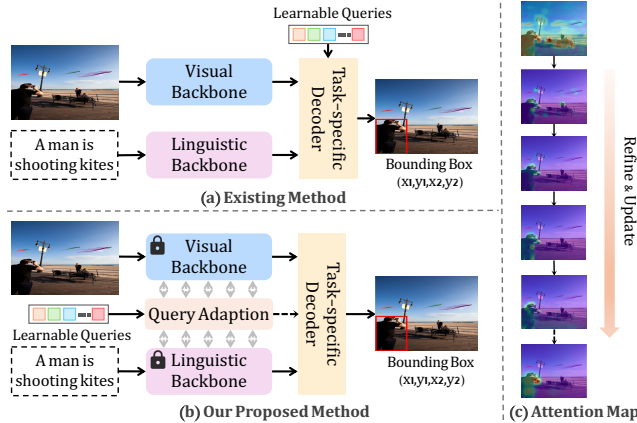 Learnable Queries
Visual
Backbone
A man is
shooting kites
Linguistic
Backbone
Task-specific
Decoder
Bounding Box
(x1,y1,x2,y2)
(a) Existing Method
Visual
Backbone
Query Adaption
Learnable Queries
A man is
shooting kites
Linguistic
Backbone
Task-specific
Decoder
Bounding Box
(x1,y1,x2,y2)
(b) Our Proposed Method
Refine & Update
(c) Attention Map